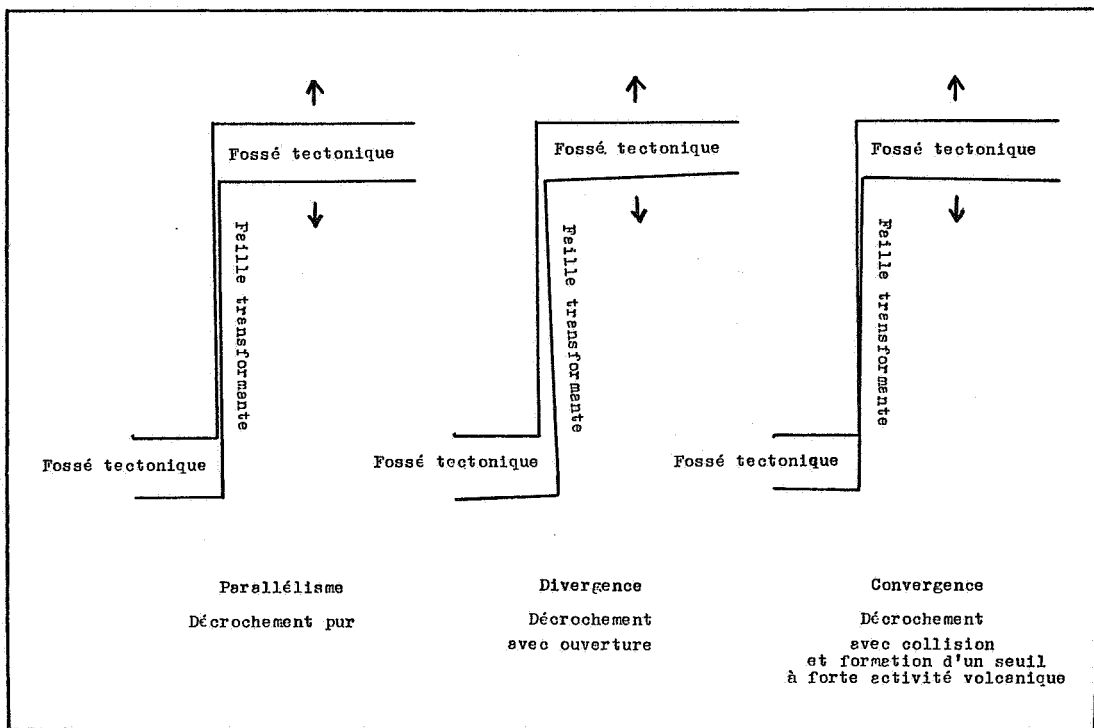 Fossé tectonique
Faille transformante
Fossé tectonique
Parallélisme
Décrochement pur
Fossé tectonique
Faille transformante
Fossé tectonique
Divergence
Décrochement
avec ouverture
Fossé tectonique
Faille transformante
Fossé tectonique
Convergence
Décrochement
avec collision
et formation d'un seuil
à forte activité volcanique